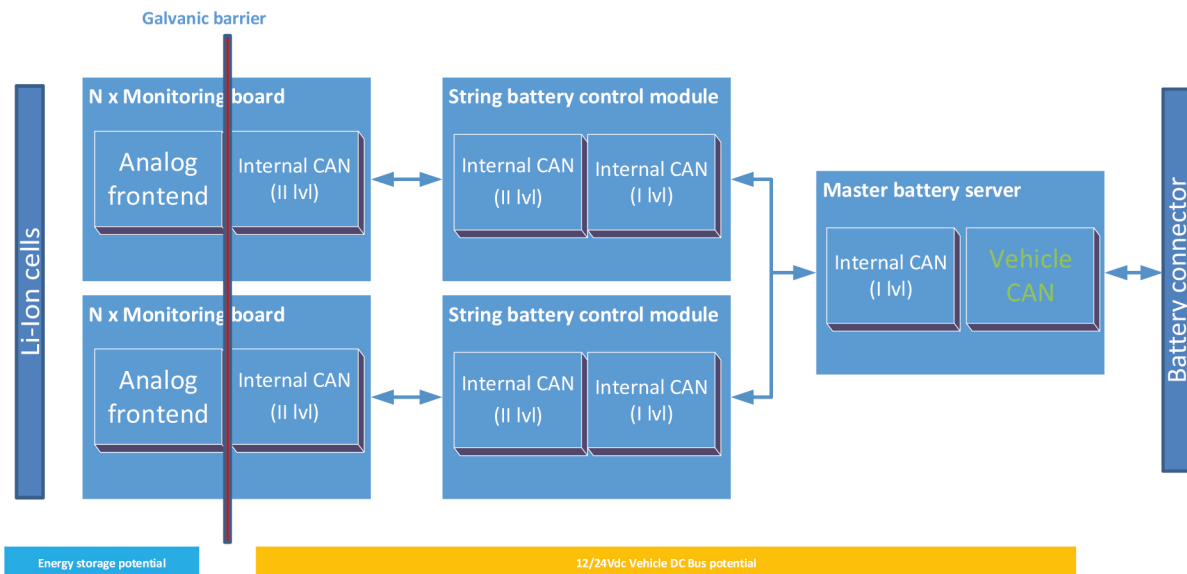 Galvanic barrier
Li-Ion cells
N x Monitoring board
Analog
frontend
Internal CAN
(II lvl)
String battery control module
Internal CAN
(II lvl)
Internal CAN
(I lvl)
N x Monitoring board
Analog
frontend
Internal CAN
(II lvl)
String battery control module
Internal CAN
(II lvl)
Internal CAN
(I lvl)
Master battery server
Internal CAN
(I lvl)
Vehicle
CAN
Battery connector
Energy storage potential
12/24Vdc Vehicle DC Bus potential